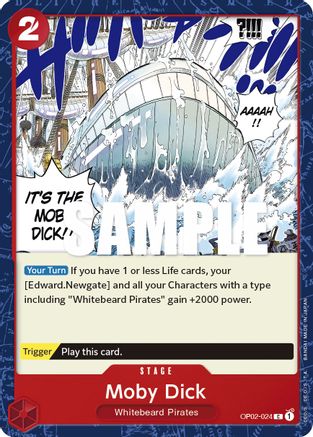 2
?!!!
AAAAH
!!
IT'S THE
MOB
DICK!!
SAMPLE
Your Turn If you have 1 or less Life cards, your
[Edward.Newgate] and all your Characters with a type
including "Whitebeard Pirates" gain +2000 power.
Trigger Play this card.
STAGE
Moby Dick
Whitebeard Pirates
OP02-024 C 1